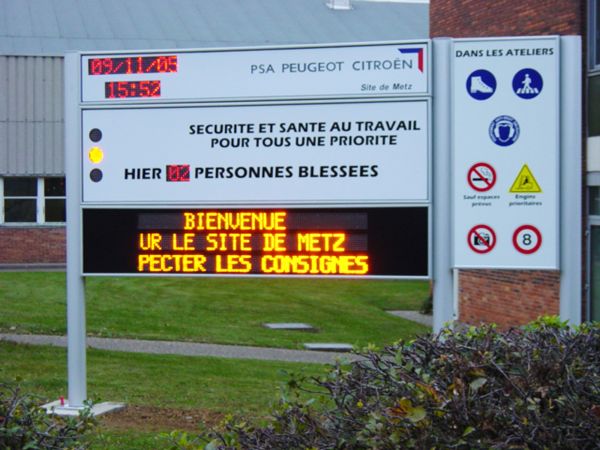 09/11/05
15:52
PSA PEUGEOT CITROËN
Site de Metz
SECURITE ET SANTE AU TRAVAIL
POUR TOUS UNE PRIORITE
HIER 02 PERSONNES BLESSEES
BIENVENUE
UR LE SITE DE METZ
PECTER LES CONSIGNES
DANS LES ATELIERS
Sauf espaces
prévus
Engins
prioritaires
8